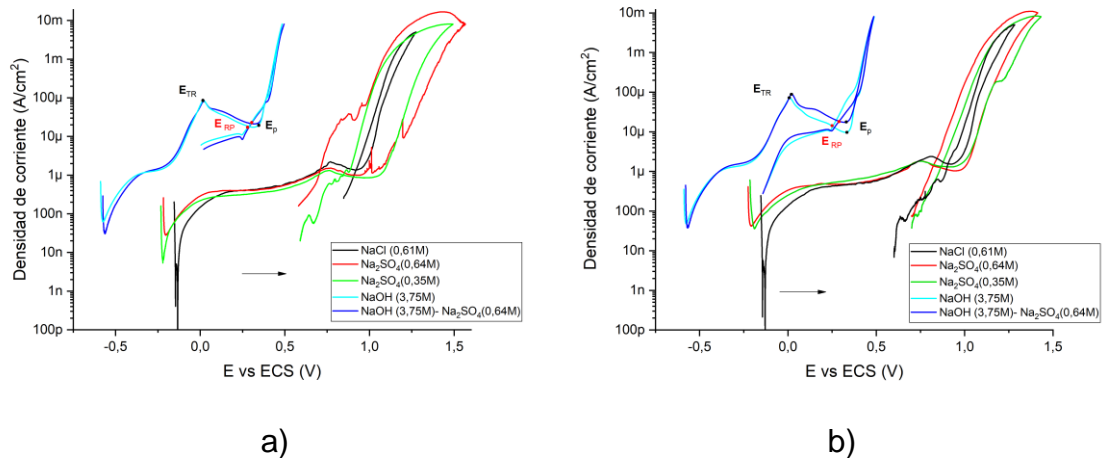 a)
10m
1m
100µ
10µ
1µ
100n
10n
1n
100p
Densidad de corriente (A/cm²)
E_TR
E_RP
E_p
NaCl (0,61M)
Na₂SO₄(0,64M)
Na₂SO₄(0,35M)
NaOH (3,75M)
NaOH (3,75M)- Na₂SO₄(0,64M)
-0,5 0,0 0,5 1,0 1,5
E vs ECS (V)
a)
b)
10m
1m
100µ
10µ
1µ
100n
10n
1n
100p
Densidad de corriente (A/cm²)
E_TR
E_RP
E_p
NaCl (0,61M)
Na₂SO₄(0,64M)
Na₂SO₄(0,35M)
NaOH (3,75M)
NaOH (3,75M)- Na₂SO₄(0,64M)
-0,5 0,0 0,5 1,0 1,5
E vs ECS (V)
b)